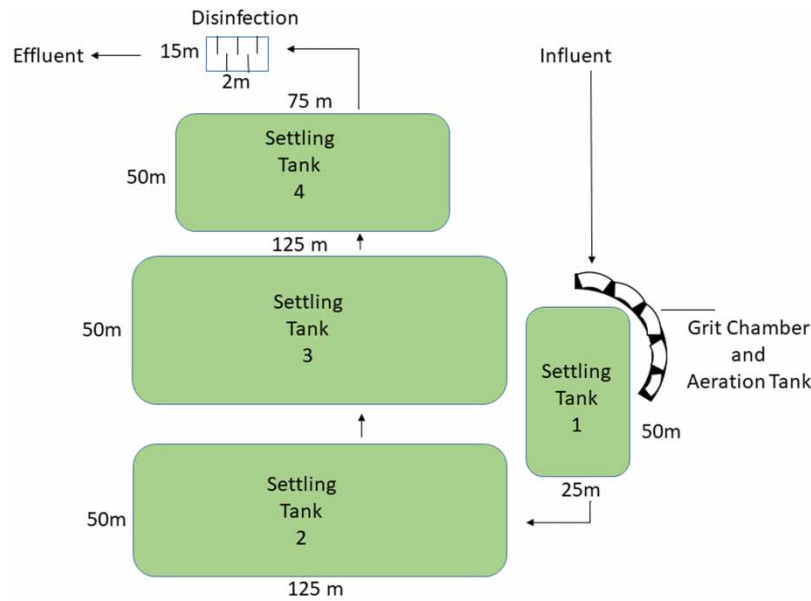 Disinfection
Effluent
15m
2m
Influent
75 m
Settling
Tank
4
50m
125 m
Settling
Tank
3
50m
Grit Chamber
and
Aeration Tank
Settling
Tank
1
50m
25m
Settling
Tank
2
50m
125 m